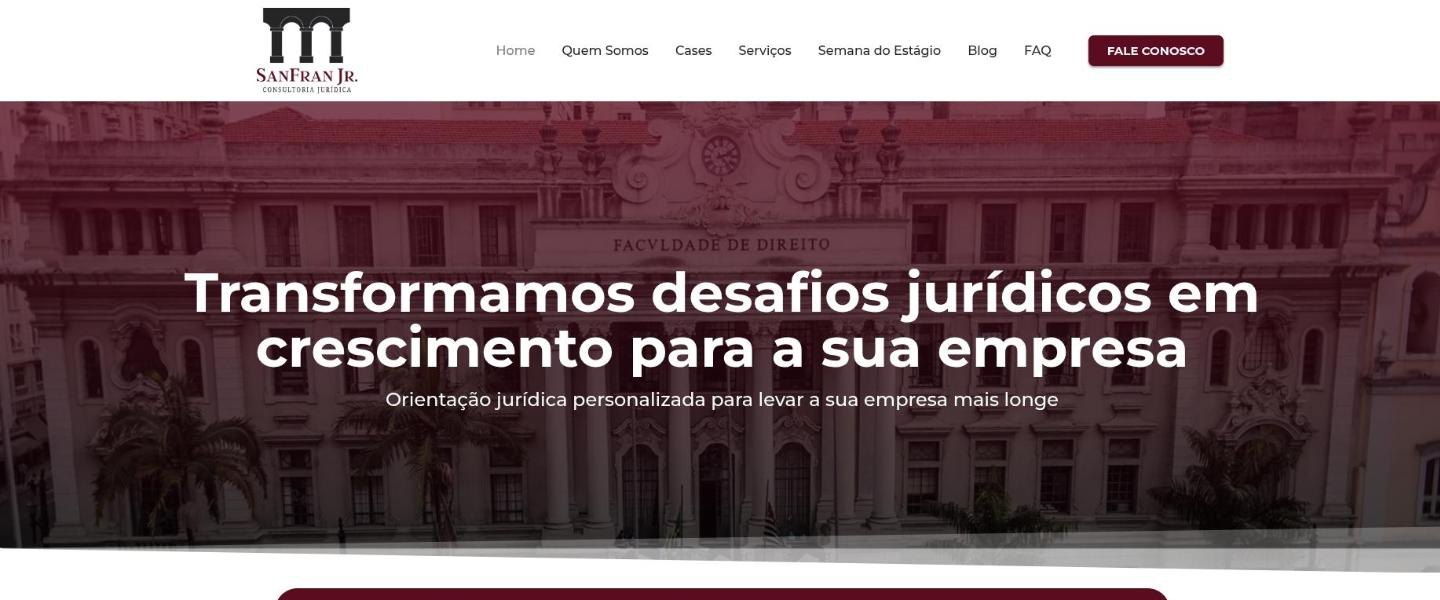 SANFRAN JR.
CONSULTORIA JURÍDICA
Home
Quem Somos
Cases
Serviços
Semana do Estágio
Blog
FAQ
FALE CONOSCO
FACVLDADE DE DIREITO
Transformamos desafios jurídicos em
crescimento para a sua empresa
Orientação jurídica personalizada para levar a sua empresa mais longe